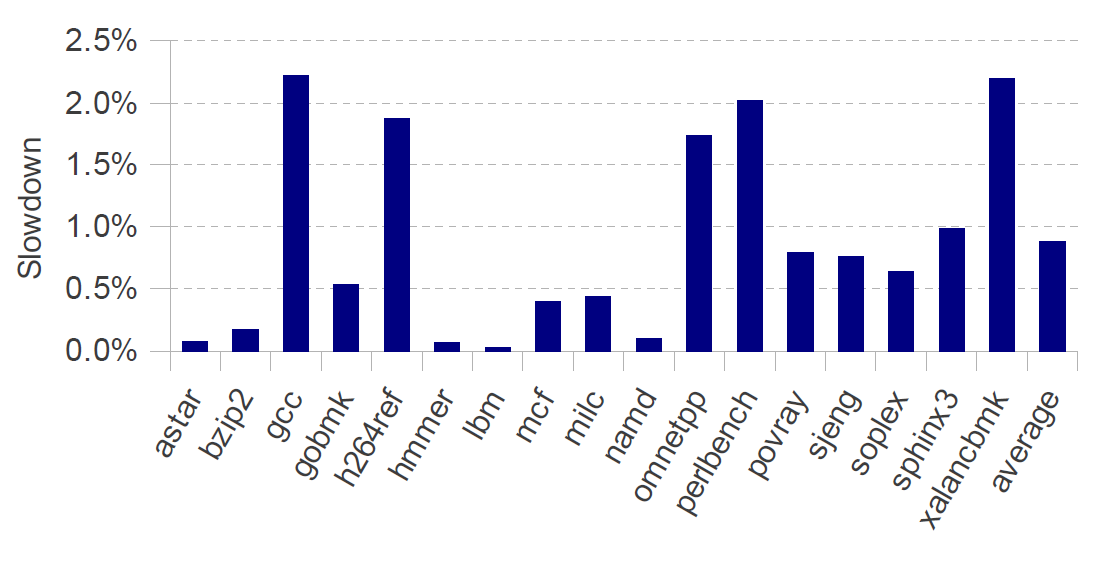 2.5%
2.0%
1.5%
1.0%
0.5%
0.0%
Slowdown
astar
bzip2
gcc
gobmk
h264ref
hmmer
lbm
mcf
milc
namd
omnetpp
perlbench
povray
sjeng
soplex
sphinx3
xalancbmk
average